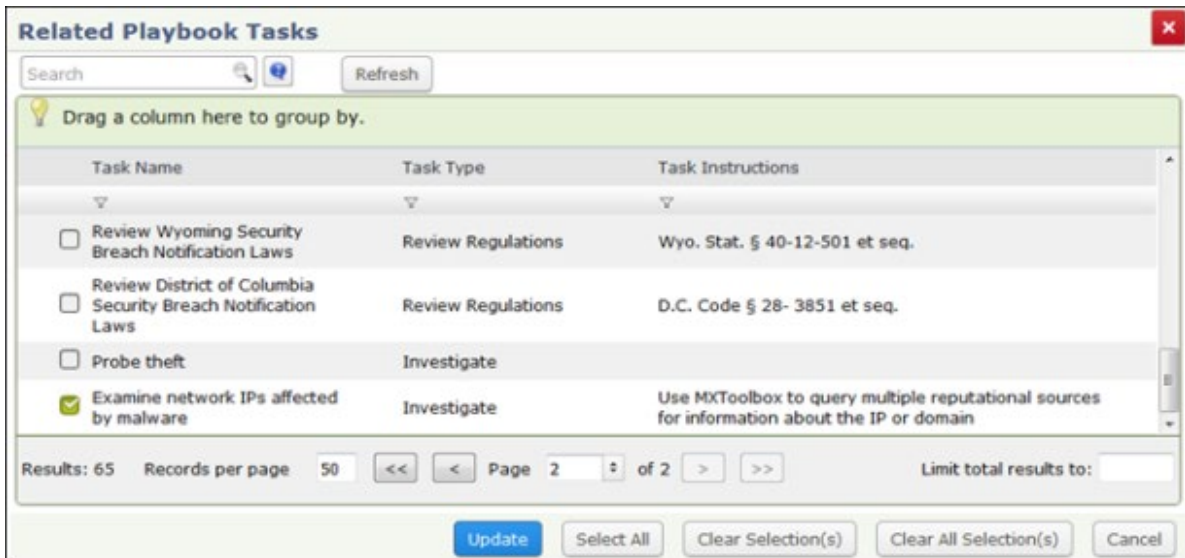 Related Playbook Tasks
Search
Refresh
Drag a column here to group by.
Task Name Task Type Task Instructions
Review Wyoming Security
Breach Notification Laws
Review Regulations
Wyo. Stat. § 40-12-501 et seq.
Review District of Columbia
Security Breach Notification
Laws
Review Regulations
D.C. Code § 28- 3851 et seq.
Probe theft
Investigate
Examine network IPs affected
by malware
Investigate
Use MXToolbox to query multiple reputational sources
for information about the IP or domain
Results: 65 Records per page 50 << < Page 2 of 2 > >> Limit total results to:
Update Select All Clear Selection(s) Clear All Selection(s) Cancel